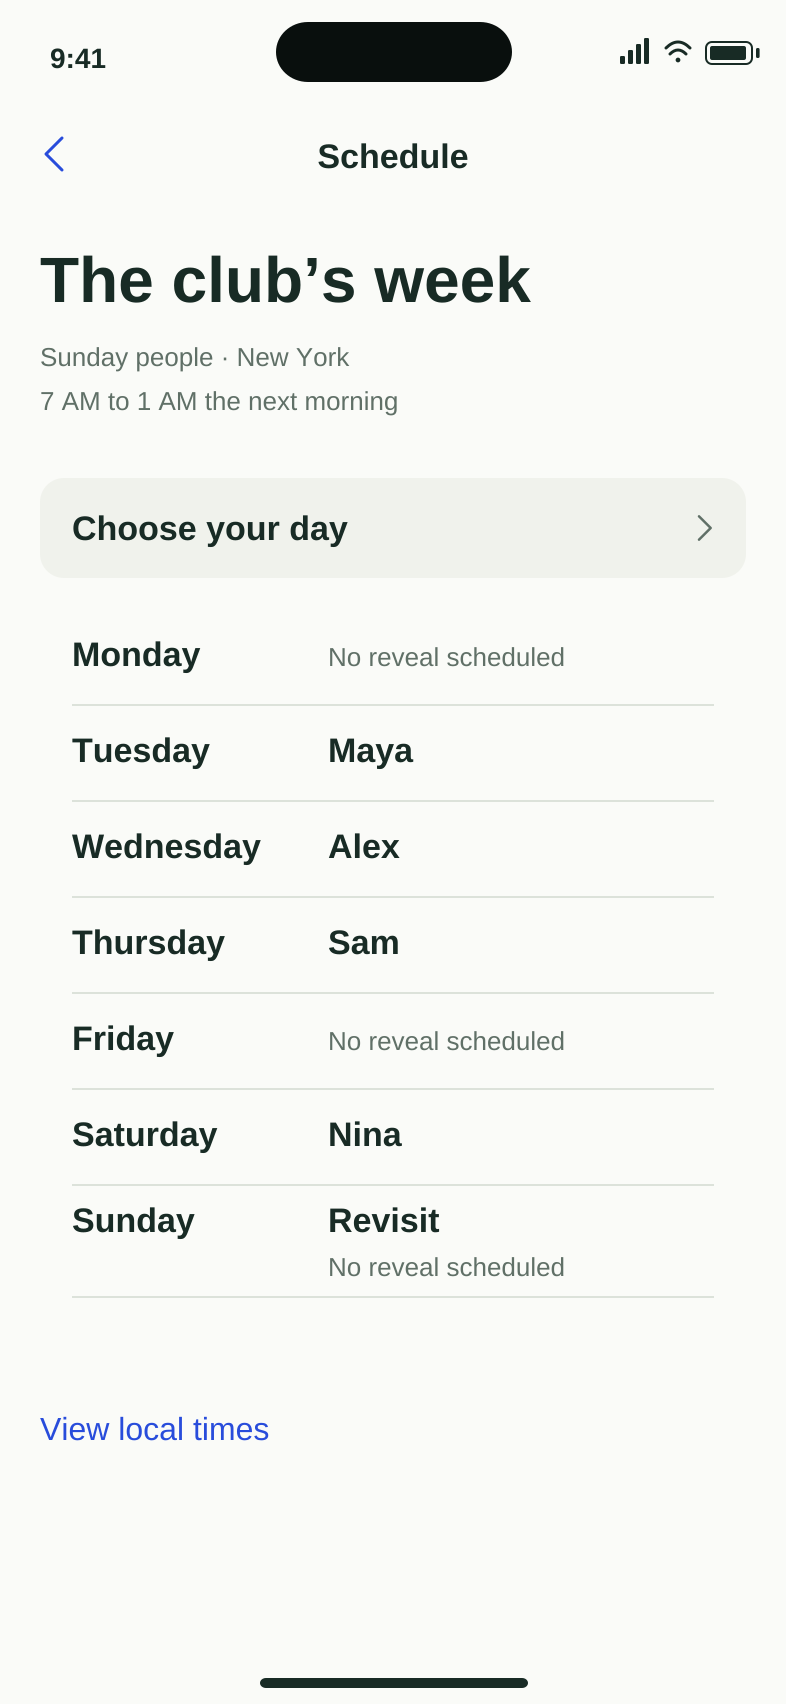 9:41
Schedule
The club’s week
Sunday people · New York
7 AM to 1 AM the next morning
Choose your day
Monday No reveal scheduled
Tuesday Maya
Wednesday Alex
Thursday Sam
Friday No reveal scheduled
Saturday Nina
Sunday Revisit
No reveal scheduled
View local times